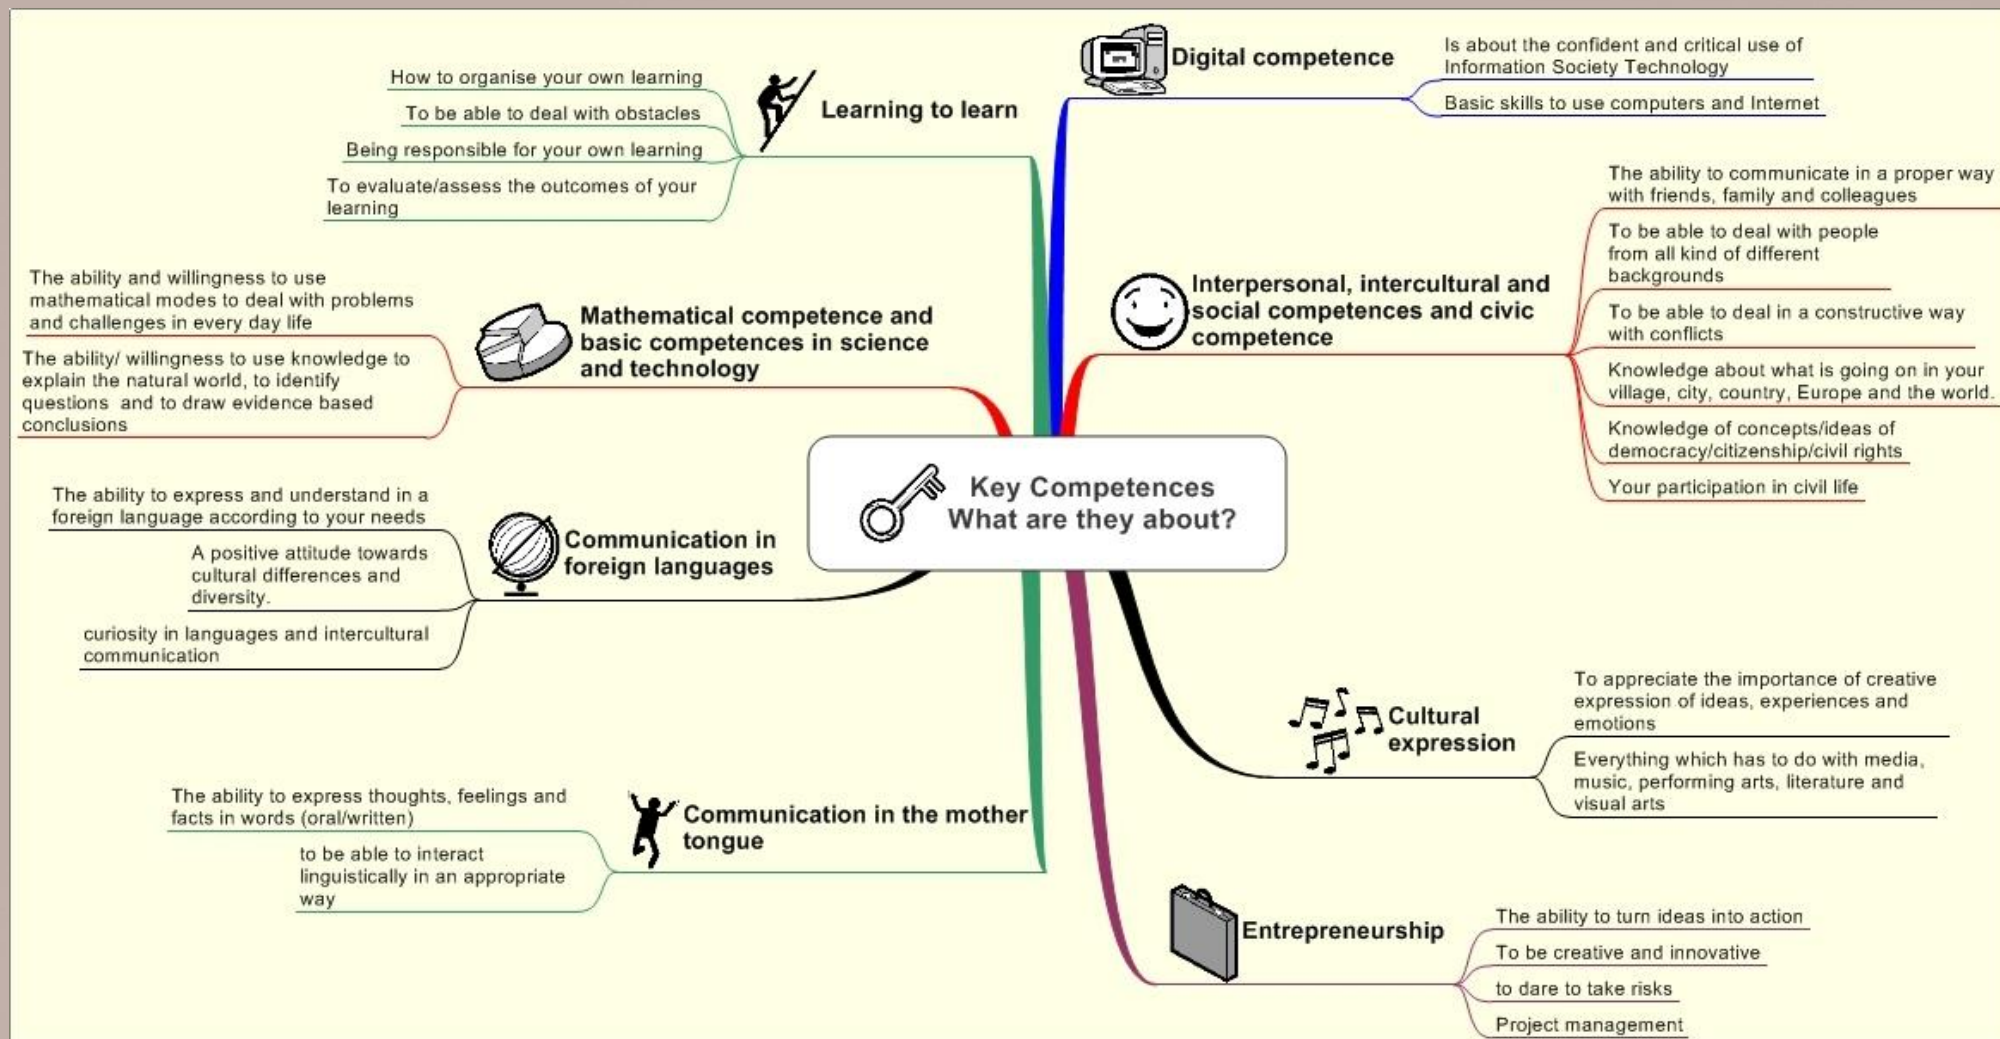 Key Competences
What are they about?
Digital competence
Is about the confident and critical use of
Information Society Technology
Basic skills to use computers and Internet
Interpersonal, intercultural and
social competences and civic
competence
The ability to communicate in a proper way
with friends, family and colleagues
To be able to deal with people
from all kind of different
backgrounds
To be able to deal in a constructive way
with conflicts
Knowledge about what is going on in your
village, city, country, Europe and the world.
Knowledge of concepts/ideas of
democracy/citizenship/civil rights
Your participation in civil life
Cultural
expression
To appreciate the importance of creative
expression of ideas, experiences and
emotions
Everything which has to do with media,
music, performing arts, literature and
visual arts
Entrepreneurship
The ability to turn ideas into action
To be creative and innovative
to dare to take risks
Project management
Communication in the mother
tongue
The ability to express thoughts, feelings and
facts in words (oral/written)
to be able to interact
linguistically in an appropriate
way
Communication in
foreign languages
The ability to express and understand in a
foreign language according to your needs
A positive attitude towards
cultural differences and
diversity.
curiosity in languages and intercultural
communication
Mathematical competence and
basic competences in science
and technology
The ability and willingness to use
mathematical modes to deal with problems
and challenges in every day life
The ability/ willingness to use knowledge to
explain the natural world, to identify
questions  and to draw evidence based
conclusions
Learning to learn
How to organise your own learning
To be able to deal with obstacles
Being responsible for your own learning
To evaluate/assess the outcomes of your
learning